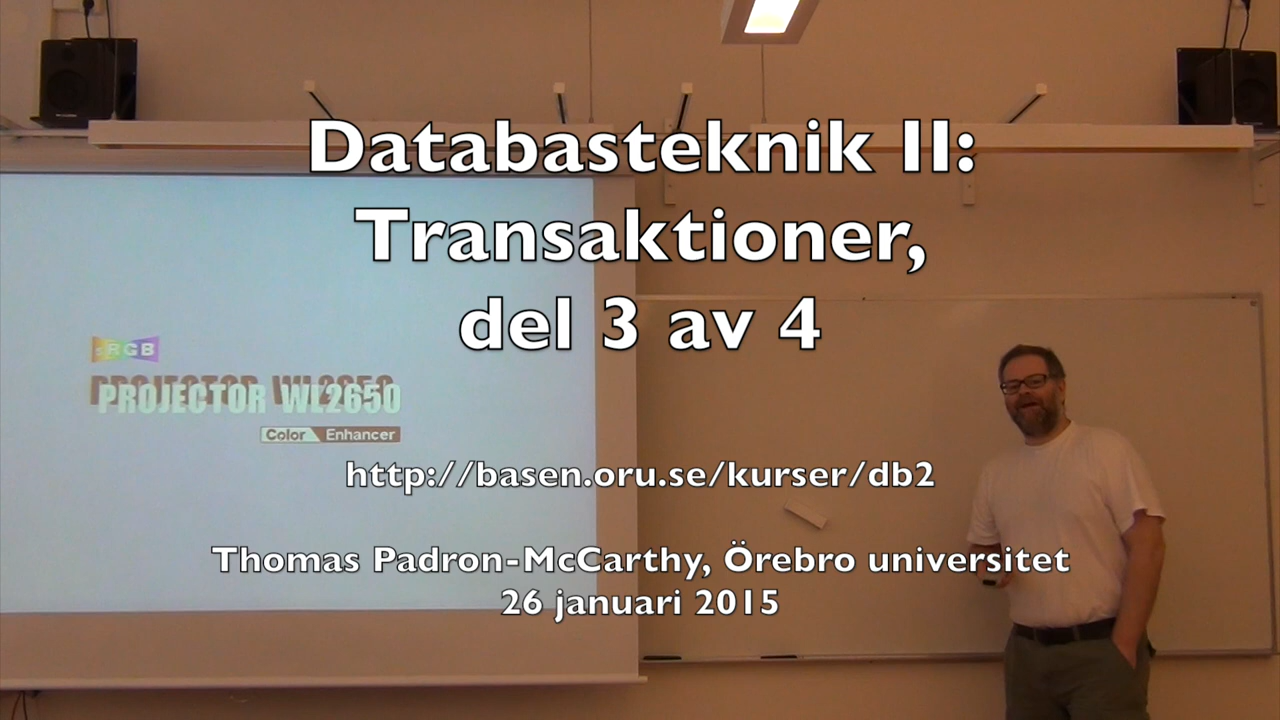 Databasteknik II:
Transaktioner,
del 3 av 4
sRGB
PROJECTOR WL2650
Color Enhancer
http://basen.oru.se/kurser/db2
Thomas Padron-McCarthy, Örebro universitet
26 januari 2015